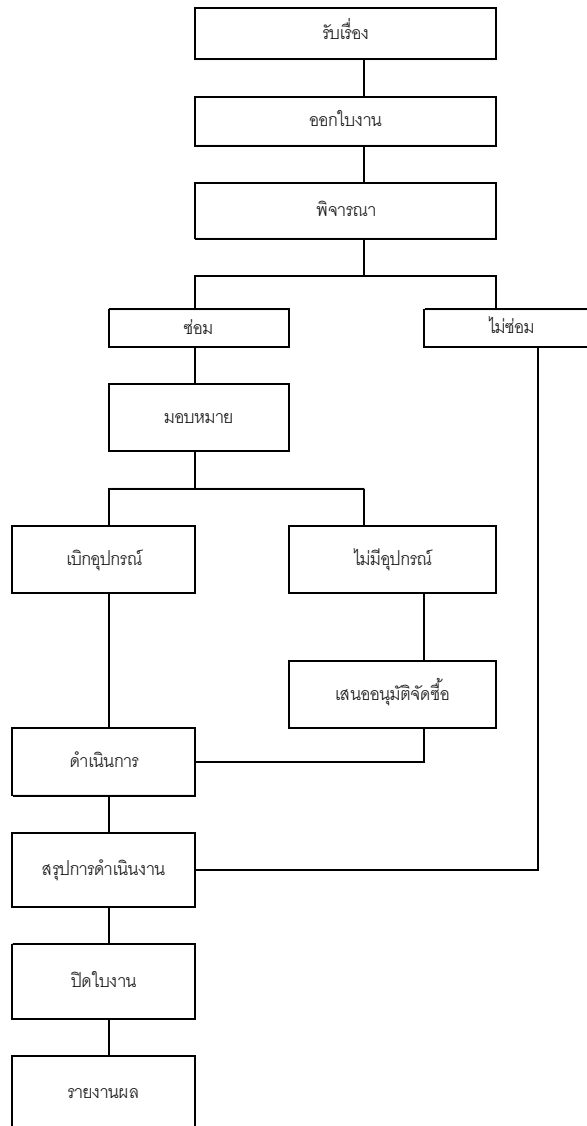 รับเรื่อง
ออกใบงาน
พิจารณา
ซ่อม
ไม่ซ่อม
มอบหมาย
เบิกอุปกรณ์
ไม่มีอุปกรณ์
เสนออนุมัติจัดซื้อ
ดำเนินการ
สรุปการดำเนินงาน
ปิดใบงาน
รายงานผล